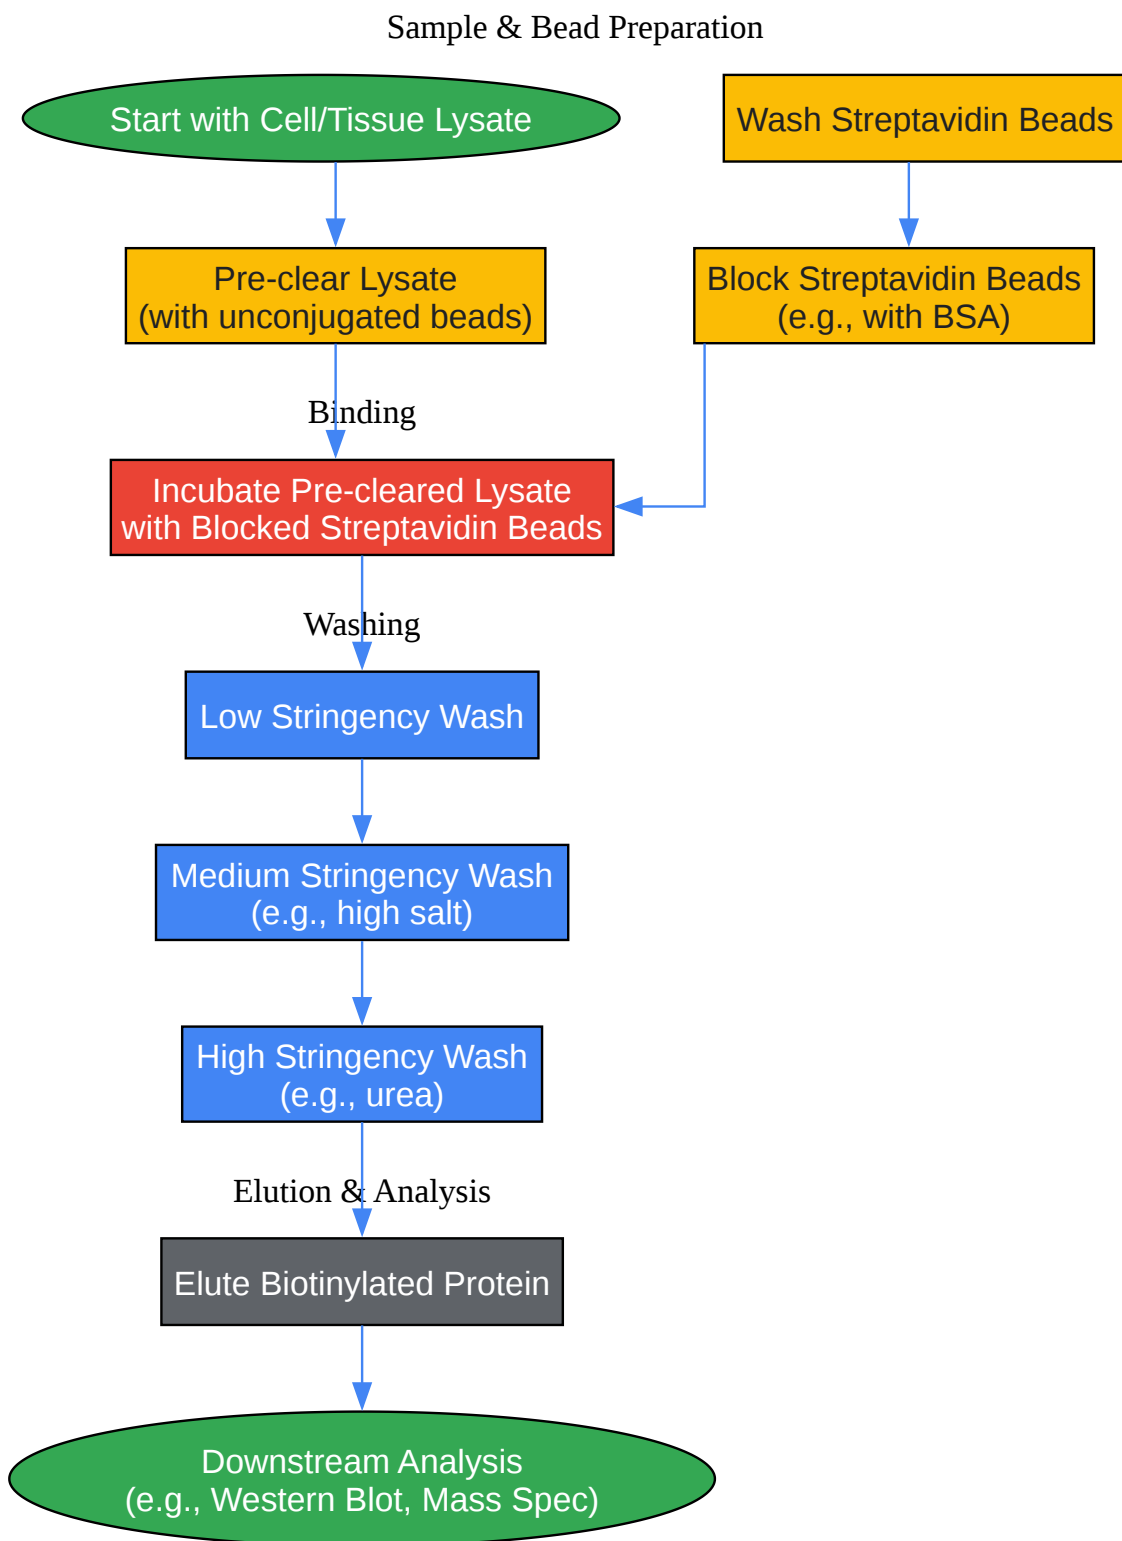 Sample & Bead Preparation
Start with Cell/Tissue Lysate
Wash Streptavidin Beads
Pre-clear Lysate
(with unconjugated beads)
Block Streptavidin Beads
(e.g., with BSA)
Binding
Incubate Pre-cleared Lysate
with Blocked Streptavidin Beads
Washing
Low Stringency Wash
Medium Stringency Wash
(e.g., high salt)
High Stringency Wash
(e.g., urea)
Elution & Analysis
Elute Biotinylated Protein
Downstream Analysis
(e.g., Western Blot, Mass Spec)